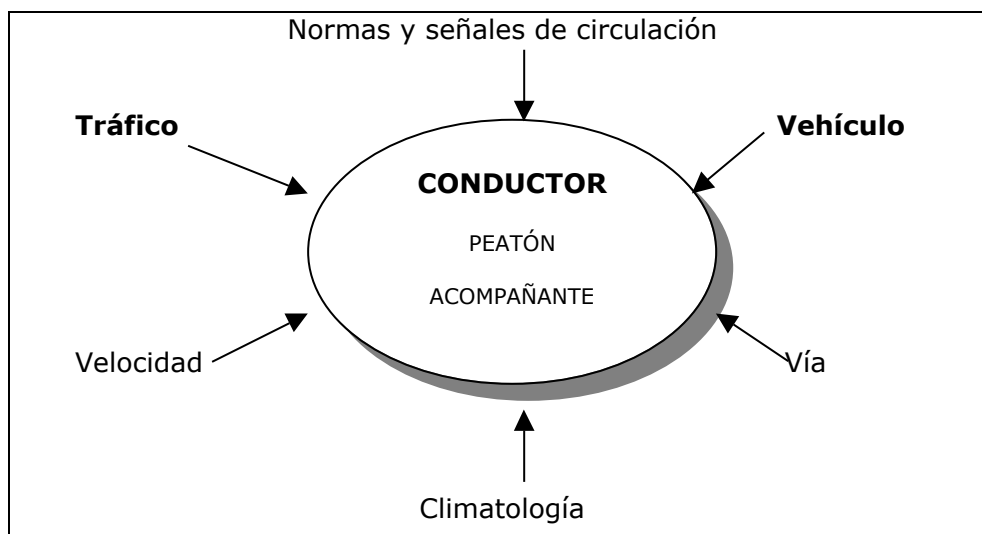 Normas y señales de circulación
Tráfico
Vehículo
CONDUCTOR
PEATÓN
ACOMPAÑANTE
Velocidad
Vía
Climatología